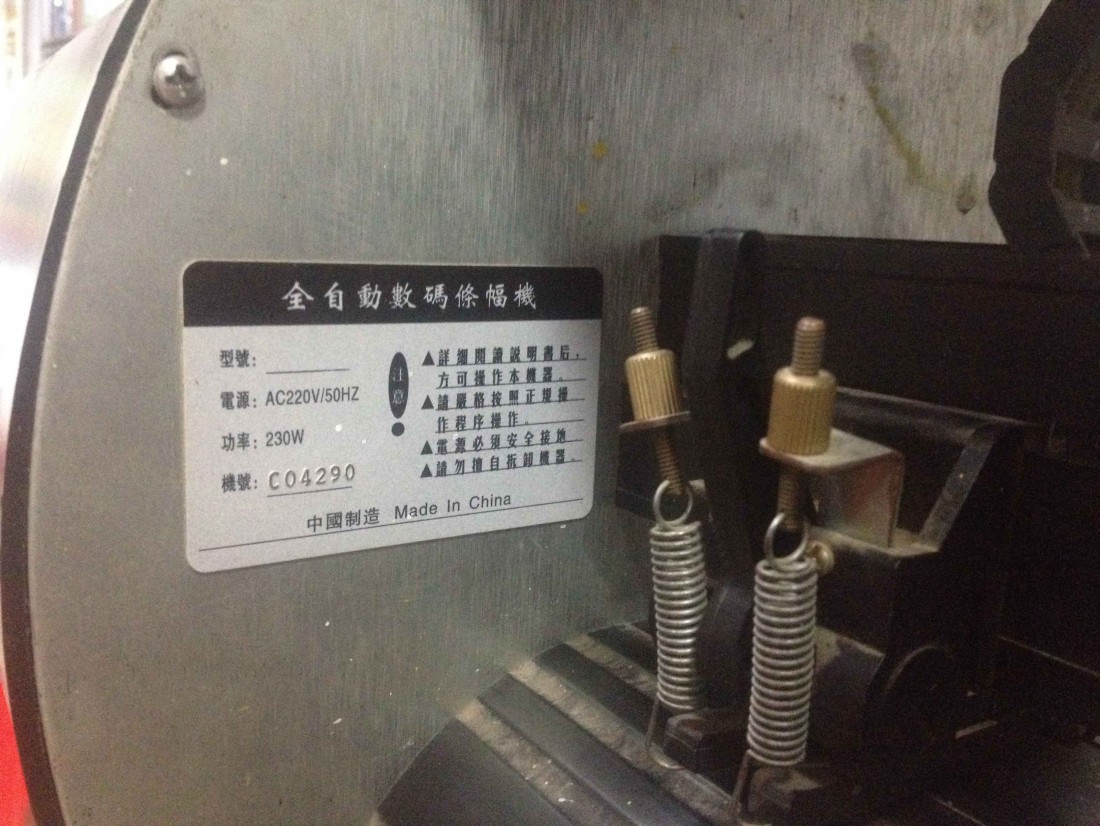 全自動數碼條幅機
型號:
電源: AC220V/50HZ
功率: 230W
機號: C04290
注意
▲詳細閱讀説明書后，
方可操作本機器。
▲請嚴格按照正規操
作程序操作。
▲電源必須安全接地
▲請勿擅自拆卸機器。
中國制造 Made In China